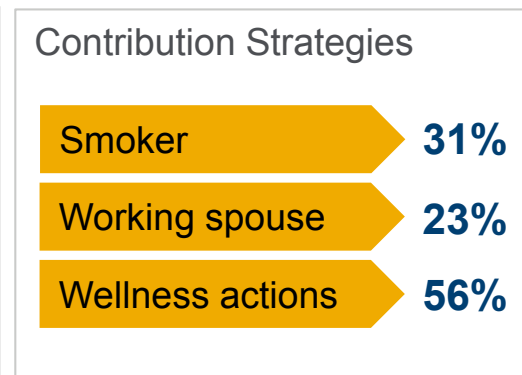 Contribution Strategies
Smoker 31%
Working spouse 23%
Wellness actions 56%